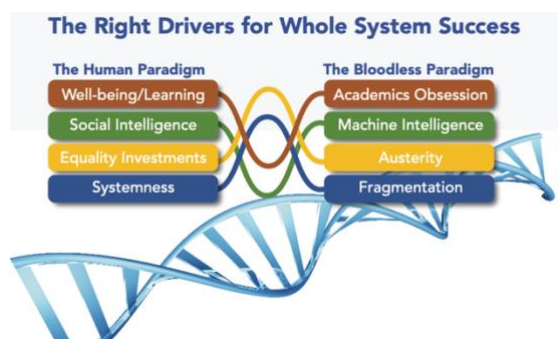 The Right Drivers for Whole System Success
The Human Paradigm
Well-being/Learning
Social Intelligence
Equality Investments
Systemness
The Bloodless Paradigm
Academics Obsession
Machine Intelligence
Austerity
Fragmentation